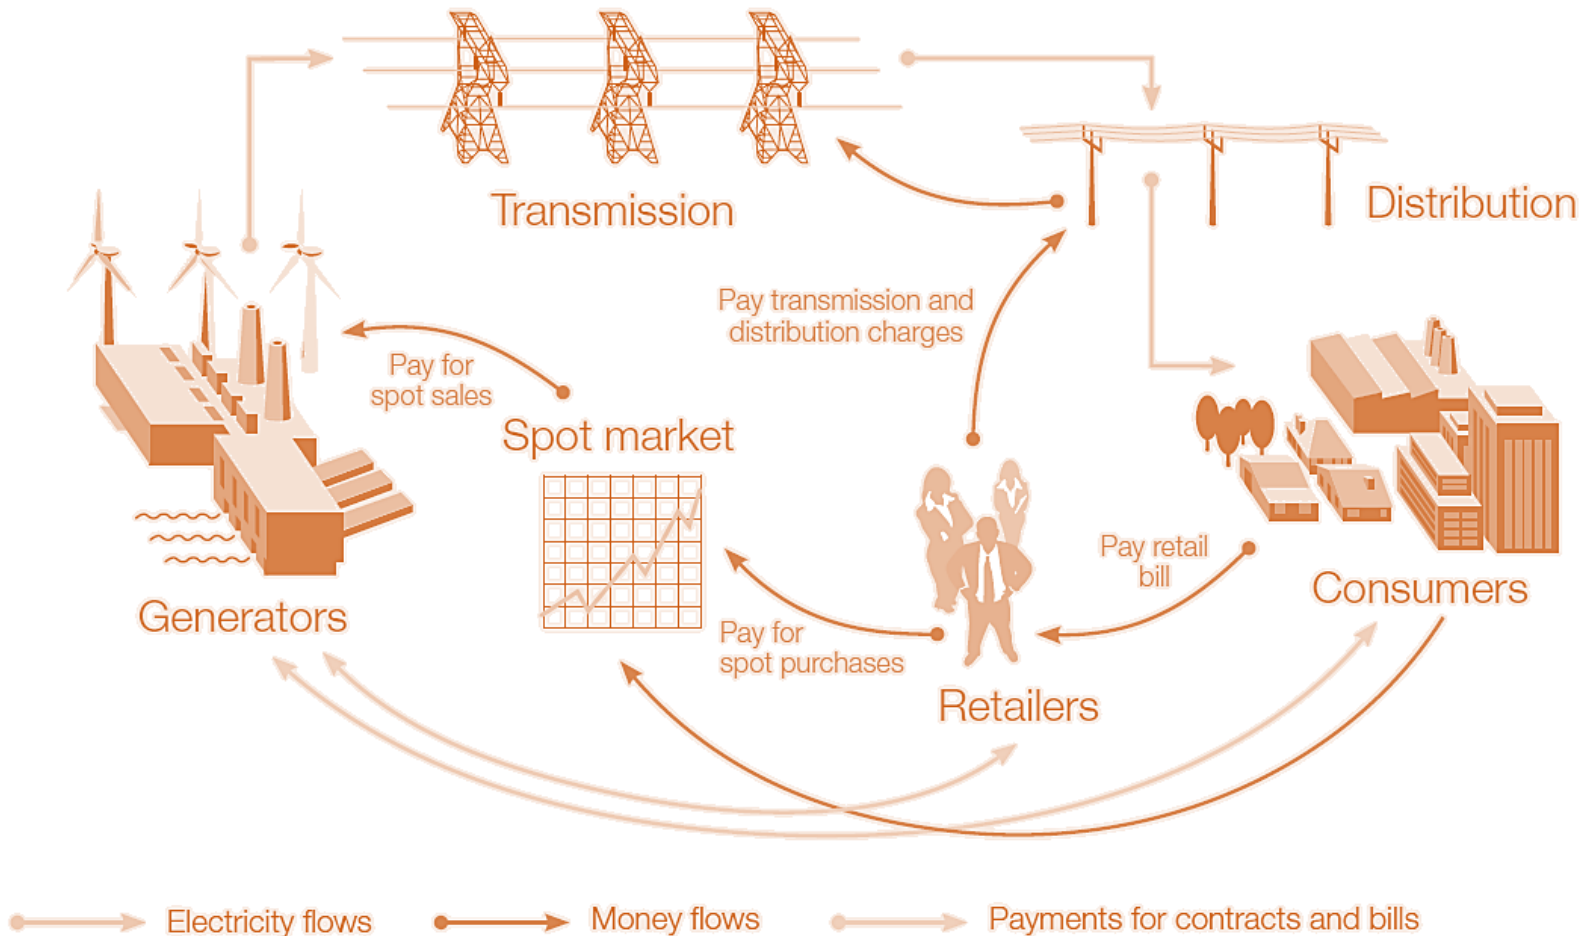 Transmission
Distribution
Pay transmission and
distribution charges
Pay for
spot sales
Spot market
Pay retail
bill
Consumers
Generators
Pay for
spot purchases
Retailers
Electricity flows
Money flows
Payments for contracts and bills